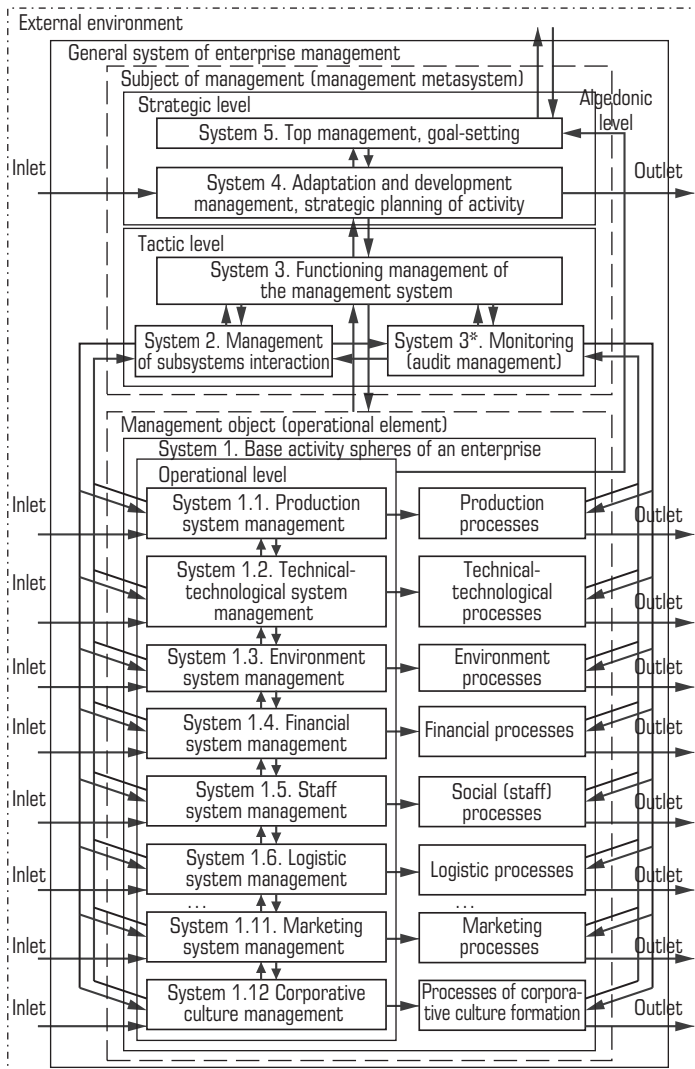 External environment
General system of enterprise management
Subject of management (management metasystem)
Strategic level
Algedonic
level
System 5. Top management, goal-setting
Inlet
System 4. Adaptation and development
management, strategic planning of activity
Outlet
Tactic level
System 3. Functioning management of
the management system
System 2. Management
of subsystems interaction
System 3*. Monitoring
(audit management)
Management object (operational element)
System 1. Base activity spheres of an enterprise
Operational level
Inlet
System 1.1. Production
system management
Production
processes
Outlet
Inlet
System 1.2. Technical-
technological system
management
Technical-
technological
processes
Outlet
Inlet
System 1.3. Environment
system management
Environment
processes
Outlet
Inlet
System 1.4. Financial
system management
Financial processes
Outlet
Inlet
System 1.5. Staff
system management
Social (staff)
processes
Outlet
Inlet
System 1.6. Logistic
system management
Logistic processes
Outlet
...
...
Inlet
System 1.11. Marketing
system management
Marketing
processes
Outlet
Inlet
System 1.12 Corporative
culture management
Processes of corpora-
tive culture formation
Outlet